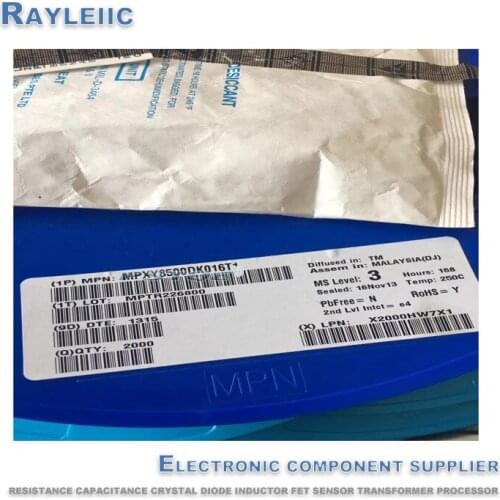 RAYLEIIC
DESICCANT
(1P) MPN: MPXY8500DK016T1
(1T) LOT: MPTR226800
(9D) DTE: 1315
(Q)QTY: 2000
Diffused in: TM
Assem in: MALAYSIA(DJ)
MS Level: 3 Hours: 168
Sealed: 16Nov13 Temp: 250C
PbFree = N RoHS = Y
2nd Lvl Intct = e4
(X) LPN: X2000HW7X1
MPN
ELECTRONIC COMPONENT SUPPLIER
RESISTANCE CAPACITANCE CRYSTAL DIODE INDUCTOR FET SENSOR TRANSFORMER PROCESSOR